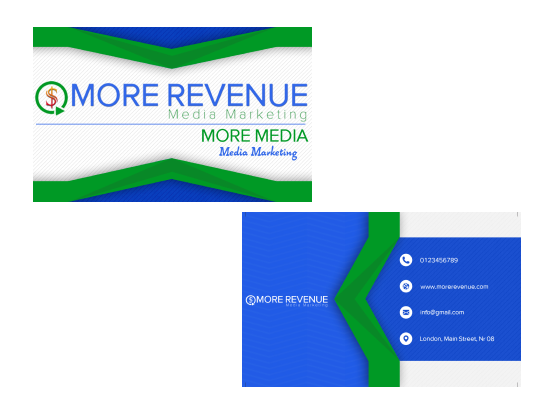 $ MORE REVENUE
Media Marketing
MORE MEDIA
Media Marketing
$ MORE REVENUE
Media Marketing
0123456789
www.morerevenue.com
info@gmail.com
London, Main Street, Nr 08